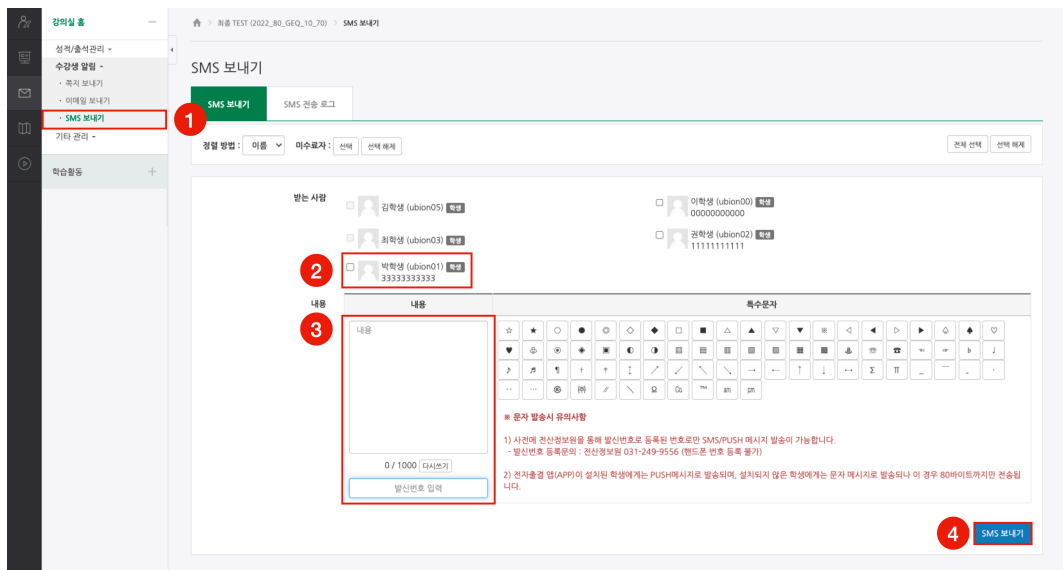 강의실 홈
최종 TEST (2022_80_GEQ_10_70) > SMS 보내기
성적/출석관리
수강생 알림
· 쪽지 보내기
· 이메일 보내기
· SMS 보내기
기타 관리
학습활동
SMS 보내기
SMS 보내기 SMS 전송 로그
1
정렬 방법 : 이름 미수료자 : 선택 선택 해제 전체 선택 선택 해제
받는 사람
김학생 (ubion05) 학생
이학생 (ubion00) 학생
00000000000
최학생 (ubion03) 학생
권학생 (ubion02) 학생
11111111111
2
박학생 (ubion01) 학생
33333333333
내용
3
내용 특수문자
내용
☆ ★ ○ ● ◎ ◇ ◆ □ ■ △ ▲ ▽ ▼ ※ ◁ ◀ ▷ ▶ ♤ ♠ ♡
♥ ♧ ⊙ ◈ ▣ ◐ ◑ ▒ ▤ ▥ ▨ ▧ ▦ ▩ ♨ ☏ ☎ ☜ ☞ ♭ ♩
♪ ♬ ¶ † ‡ ↕ ↗ ↙ ↖ ↘ → ← ↑ ↓ ↔ Σ Π _ ¯ 。 ·
‥ … ㉿ ㈜ ∥ ＼ Ω ㏇ ™ ㏂ ㏘
※ 문자 발송시 유의사항
1) 사전에 전산정보원을 통해 발신번호로 등록된 번호로만 SMS/PUSH 메시지 발송이 가능합니다.
- 발신번호 등록문의 : 전산정보원 031-249-9556 (핸드폰 번호 등록 불가)
2) 전자출결 앱(APP)이 설치된 학생에게는 PUSH메시지로 발송되며, 설치되지 않은 학생에게는 문자 메시지로 발송되나 이 경우 80바이트까지만 전송됩
니다.
0 / 1000 다시쓰기
발신번호 입력
4
SMS 보내기